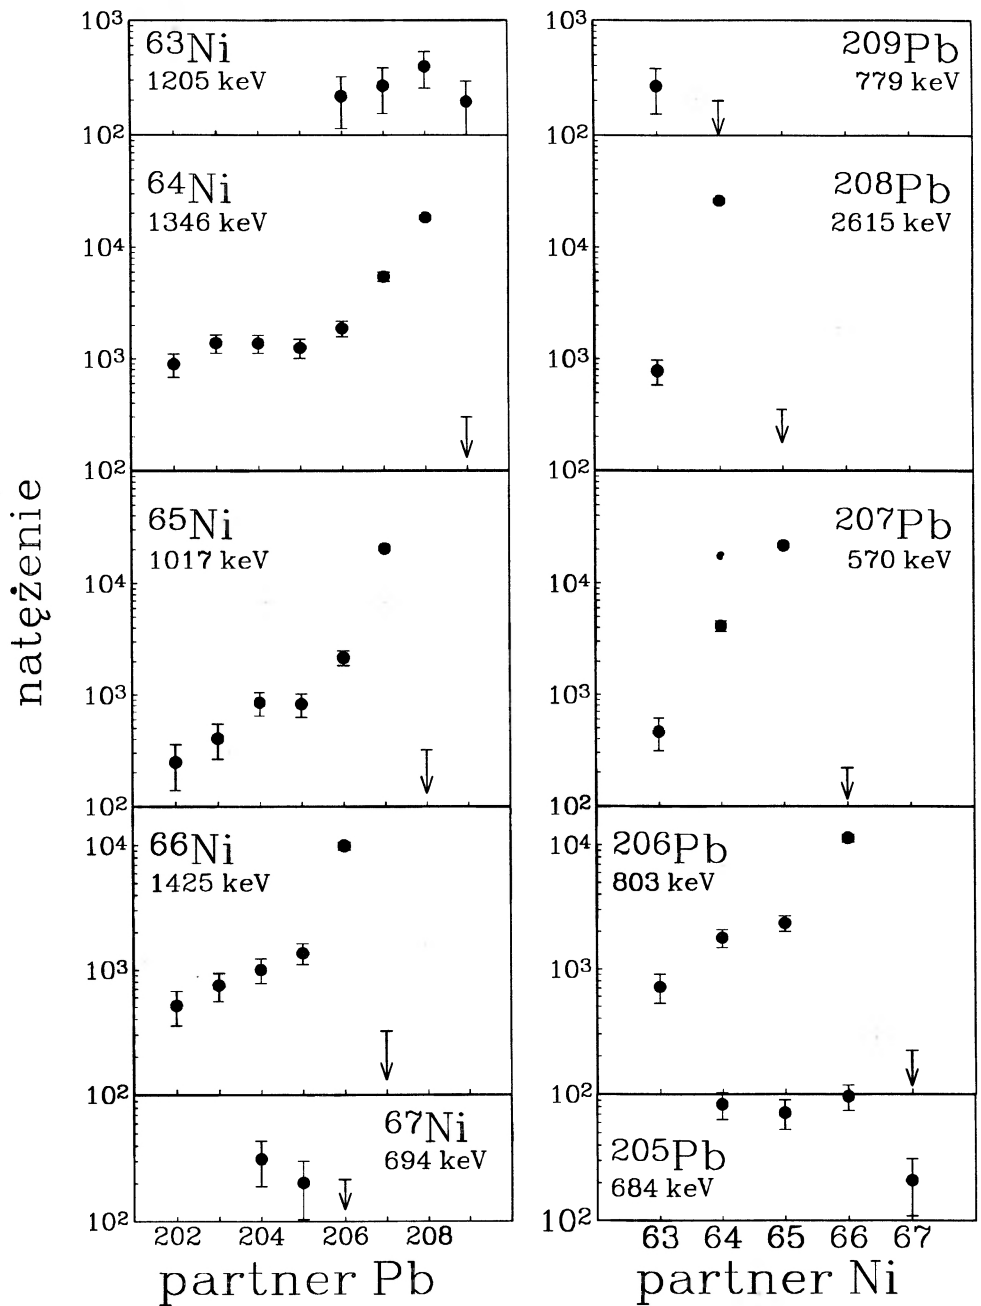 natężenie
10³
⁶³Ni
1205 keV
10²
⁶⁴Ni
1346 keV
10⁴
10³
10²
⁶⁵Ni
1017 keV
10⁴
10³
10²
⁶⁶Ni
1425 keV
10⁴
10³
10²
⁶⁷Ni
694 keV
10²
202 204 206 208
partner Pb
10³
²⁰⁹Pb
779 keV
10²
²⁰⁸Pb
2615 keV
10⁴
10³
10²
²⁰⁷Pb
570 keV
10⁴
10³
10²
²⁰⁶Pb
803 keV
10⁴
10³
10²
²⁰⁵Pb
684 keV
10²
63 64 65 66 67
partner Ni